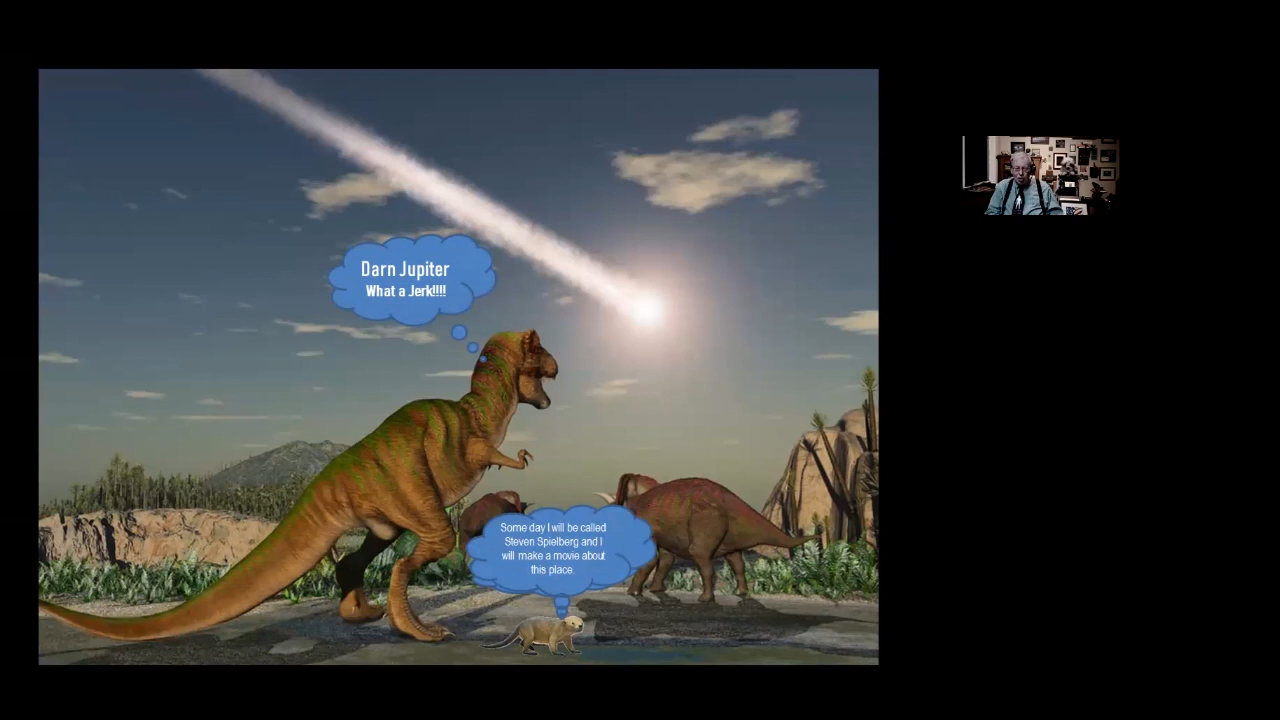 Darn Jupiter
What a Jerk!!!!
Some day I will be called
Steven Spielberg and I
will make a movie about
this place.